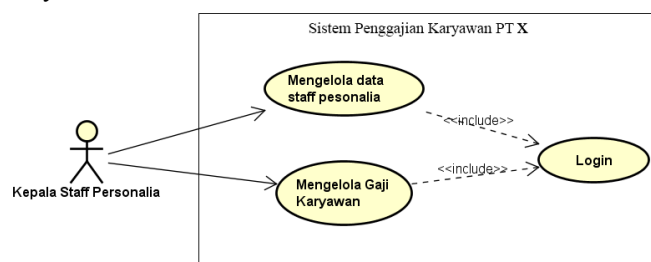 Sistem Penggajian Karyawan PT X
Mengelola data
staff pesonalia
<<include>>
Login
<<include>>
Mengelola Gaji
Karyawan
Kepala Staff Personalia